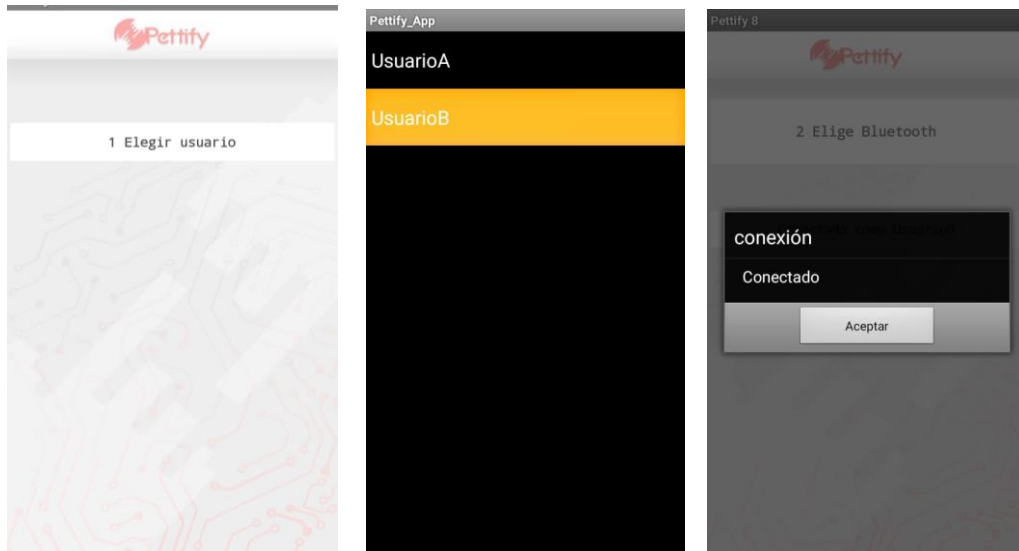 Pettify
1 Elegir usuario
Pettify_App
UsuarioA
UsuarioB
Pettify 8
Pettify
2 Elige Bluetooth
conexión
Conectado
Aceptar